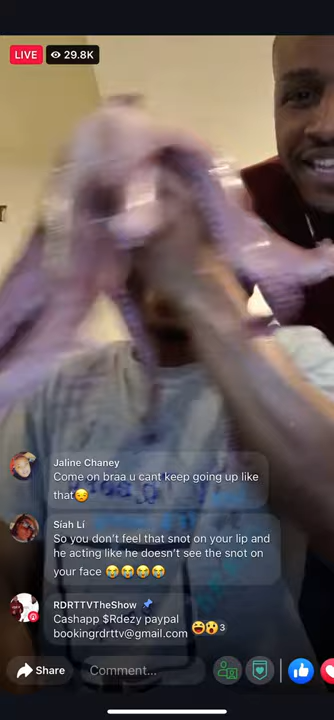 LIVE 29.8K
Jaline Chaney
Come on braa u cant keep going up like
that😒
Síah Lí
So you don't feel that snot on your lip and
he acting like he doesn't see the snot on
your face 😭😭😭😭
RDRTTVTheShow 📌
Cashapp $Rdezy paypal
bookingrdrttv@gmail.com 😆😮3
Share Comment...